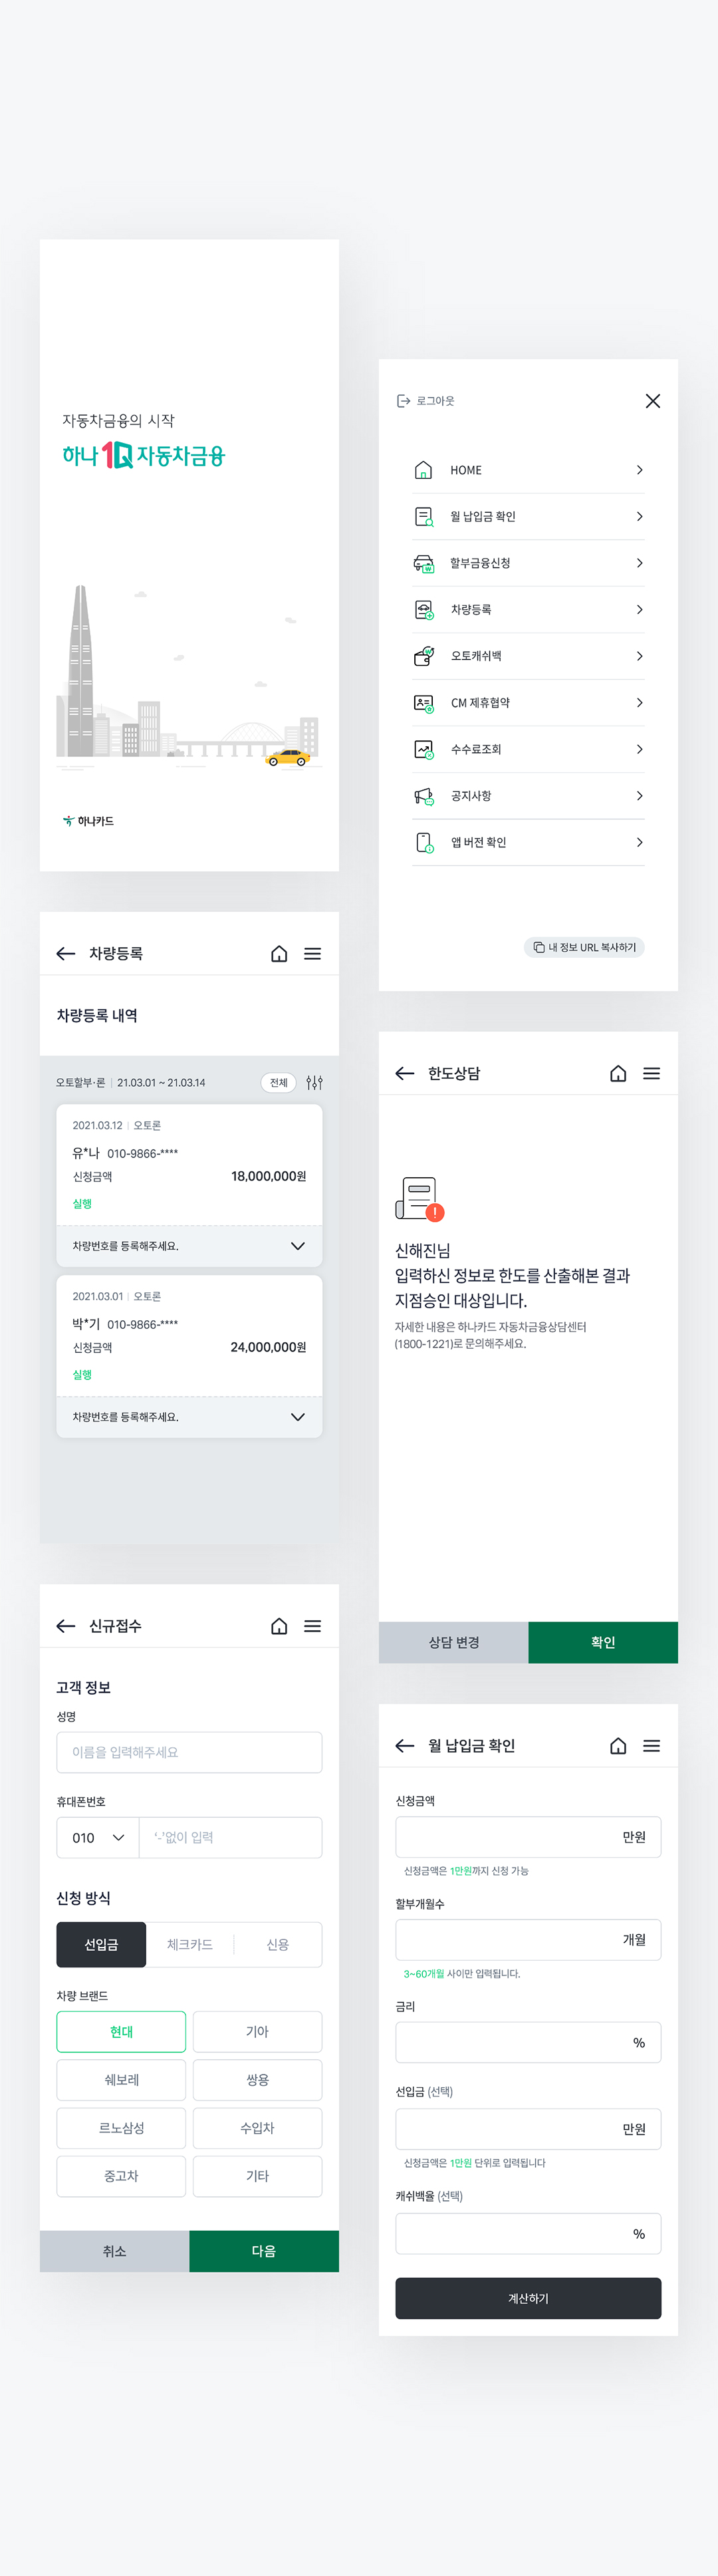 자동차금융의 시작
하나 1Q 자동차금융
하나카드
로그아웃
HOME
월 납입금 확인
할부금융신청
차량등록
오토캐쉬백
CM 제휴협약
수수료조회
공지사항
앱 버전 확인
내 정보 URL 복사하기
차량등록
차량등록 내역
오토할부·론 | 21.03.01 ~ 21.03.14
전체
2021.03.12 | 오토론
유*나 010-9866-****
신청금액 18,000,000원
실행
차량번호를 등록해주세요.
2021.03.01 | 오토론
박*기 010-9866-****
신청금액 24,000,000원
실행
차량번호를 등록해주세요.
한도상담
!
신해진님
입력하신 정보로 한도를 산출해본 결과
지점승인 대상입니다.
자세한 내용은 하나카드 자동차금융상담센터
(1800-1221)로 문의해주세요.
상담 변경 확인
신규접수
고객 정보
성명
이름을 입력해주세요
휴대폰번호
010 '-'없이 입력
신청 방식
선입금 체크카드 신용
차량 브랜드
현대 기아
쉐보레 쌍용
르노삼성 수입차
중고차 기타
취소 다음
월 납입금 확인
신청금액
만원
신청금액은 1만원까지 신청 가능
할부개월수
개월
3~60개월 사이만 입력됩니다.
금리
%
선입금 (선택)
만원
신청금액은 1만원 단위로 입력됩니다
캐쉬백율 (선택)
%
계산하기